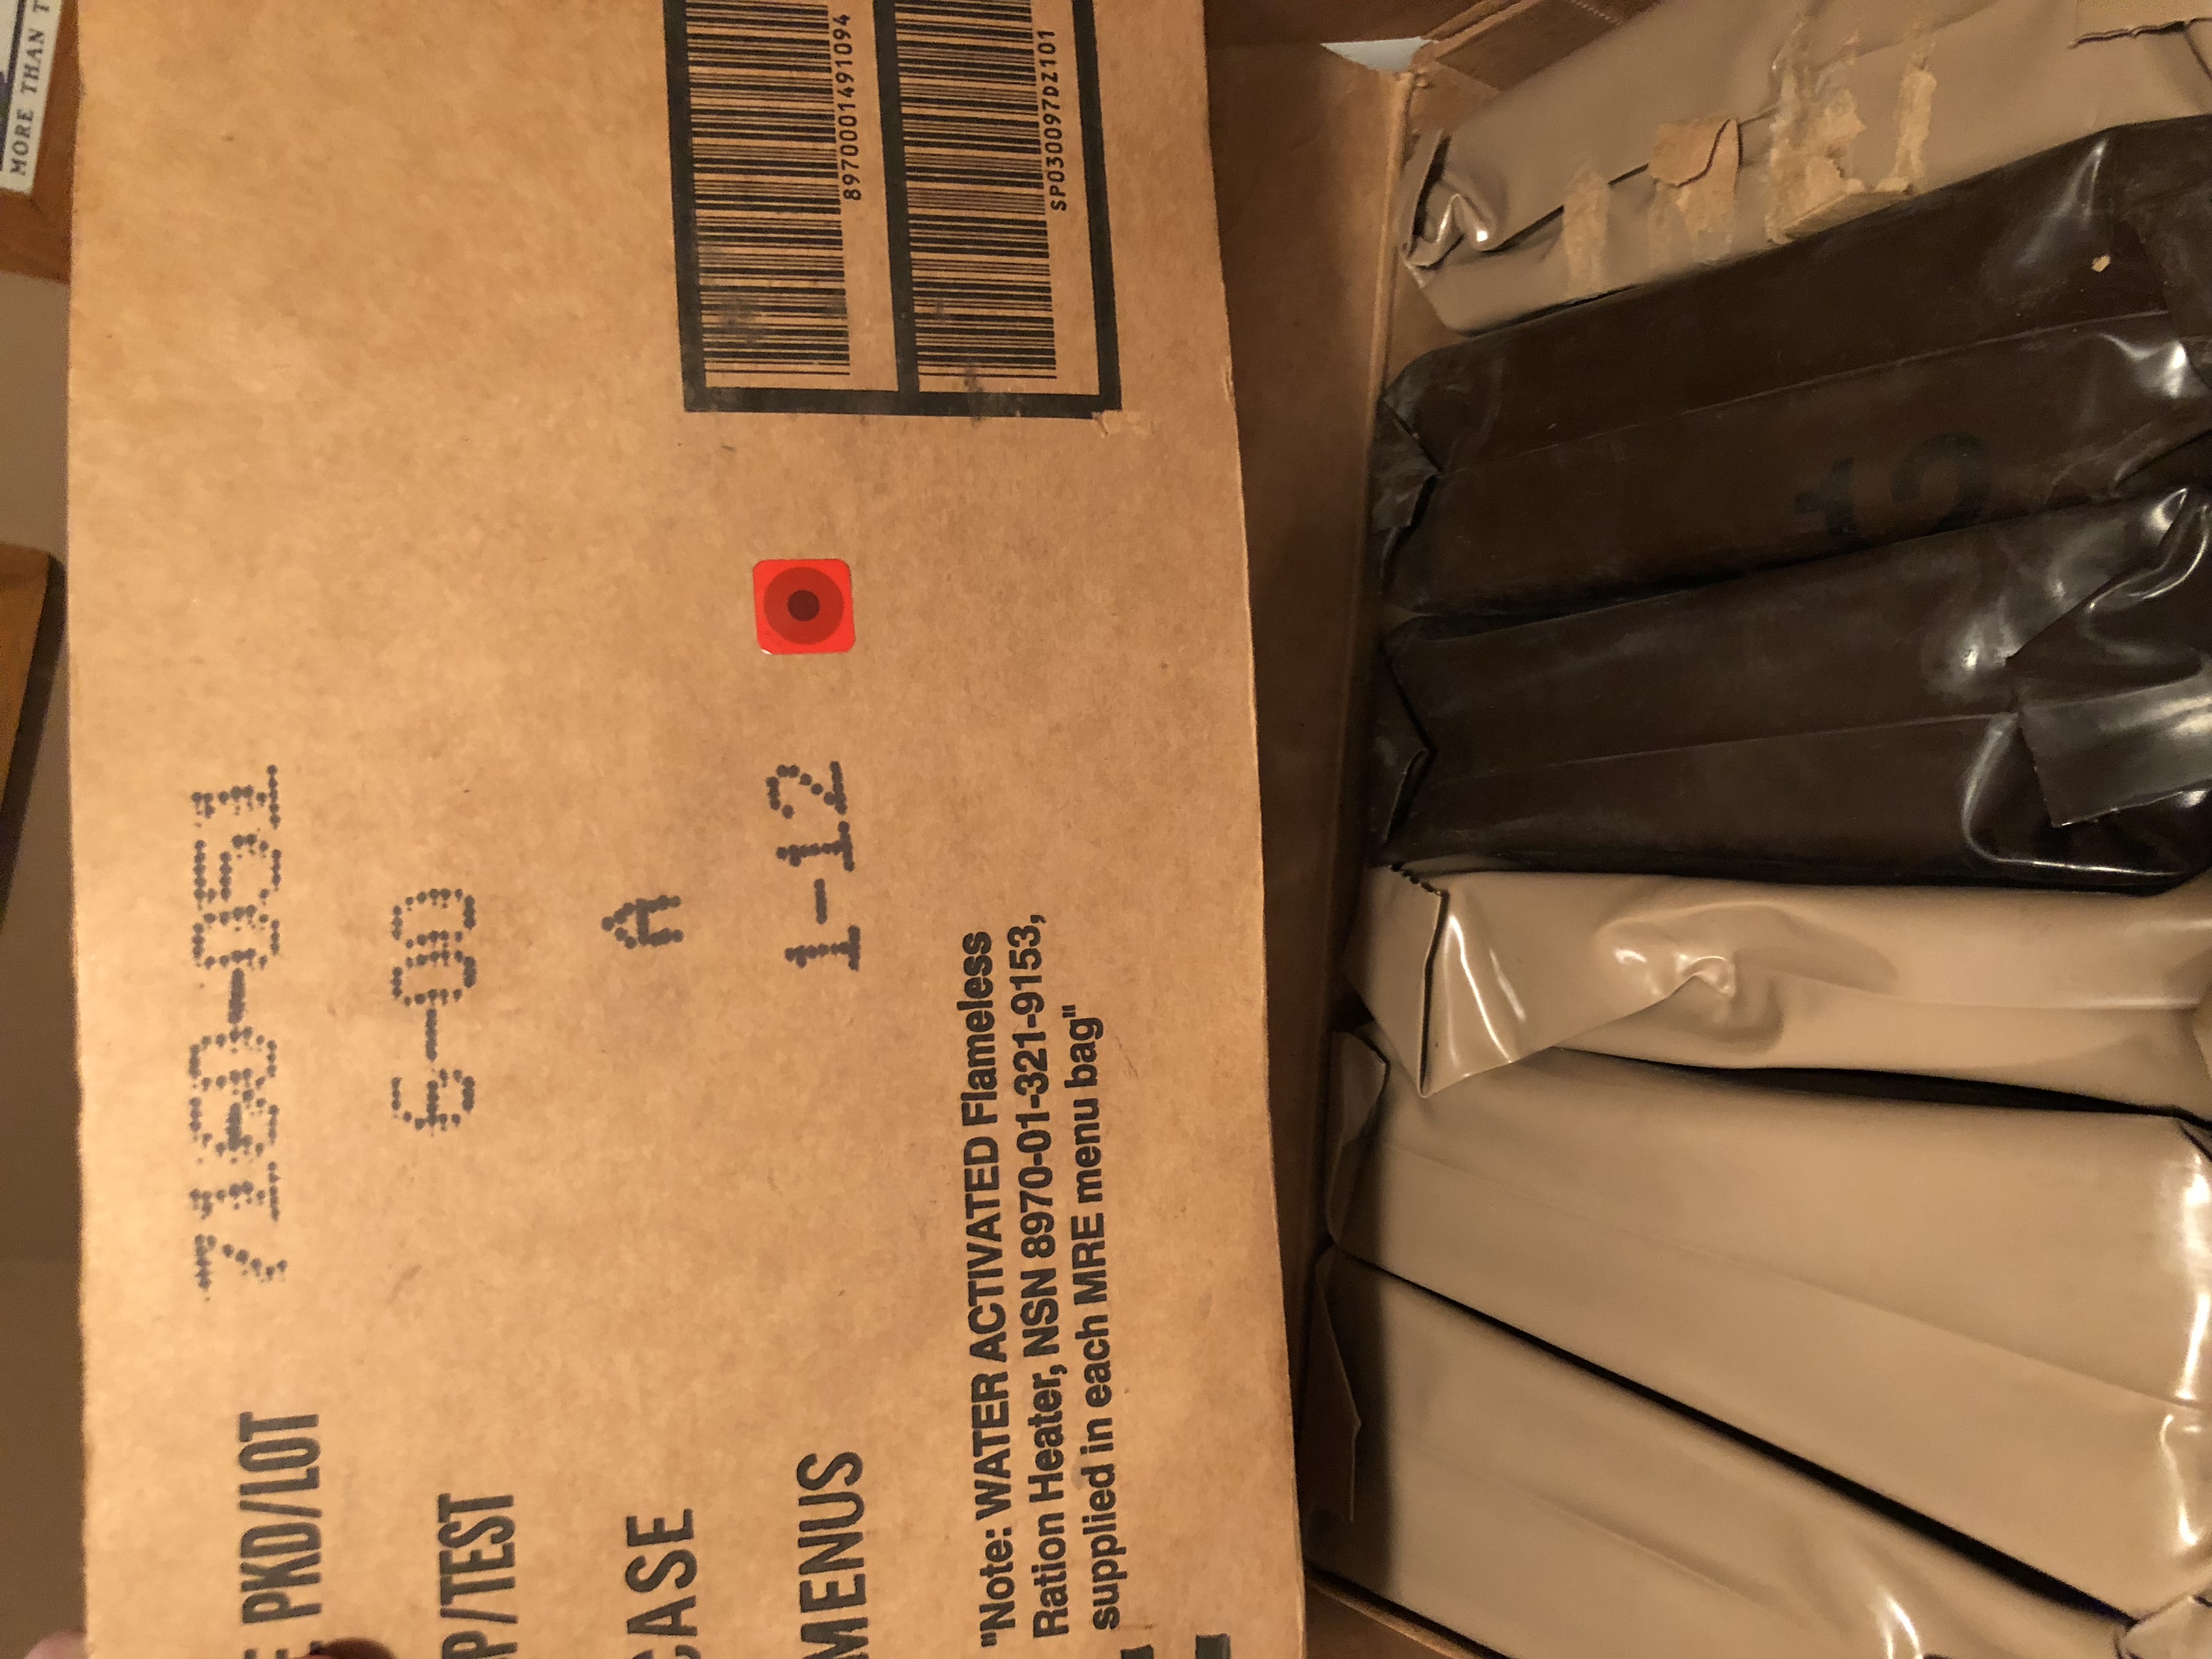 MORE THAN T
E PKD/LOT 7180-051
P/TEST 6-00
CASE A
MENUS 1-12
8970001491094
SP030097DZ101
"Note: WATER ACTIVATED Flameless
Ration Heater, NSN 8970-01-321-9153,
supplied in each MRE menu bag"